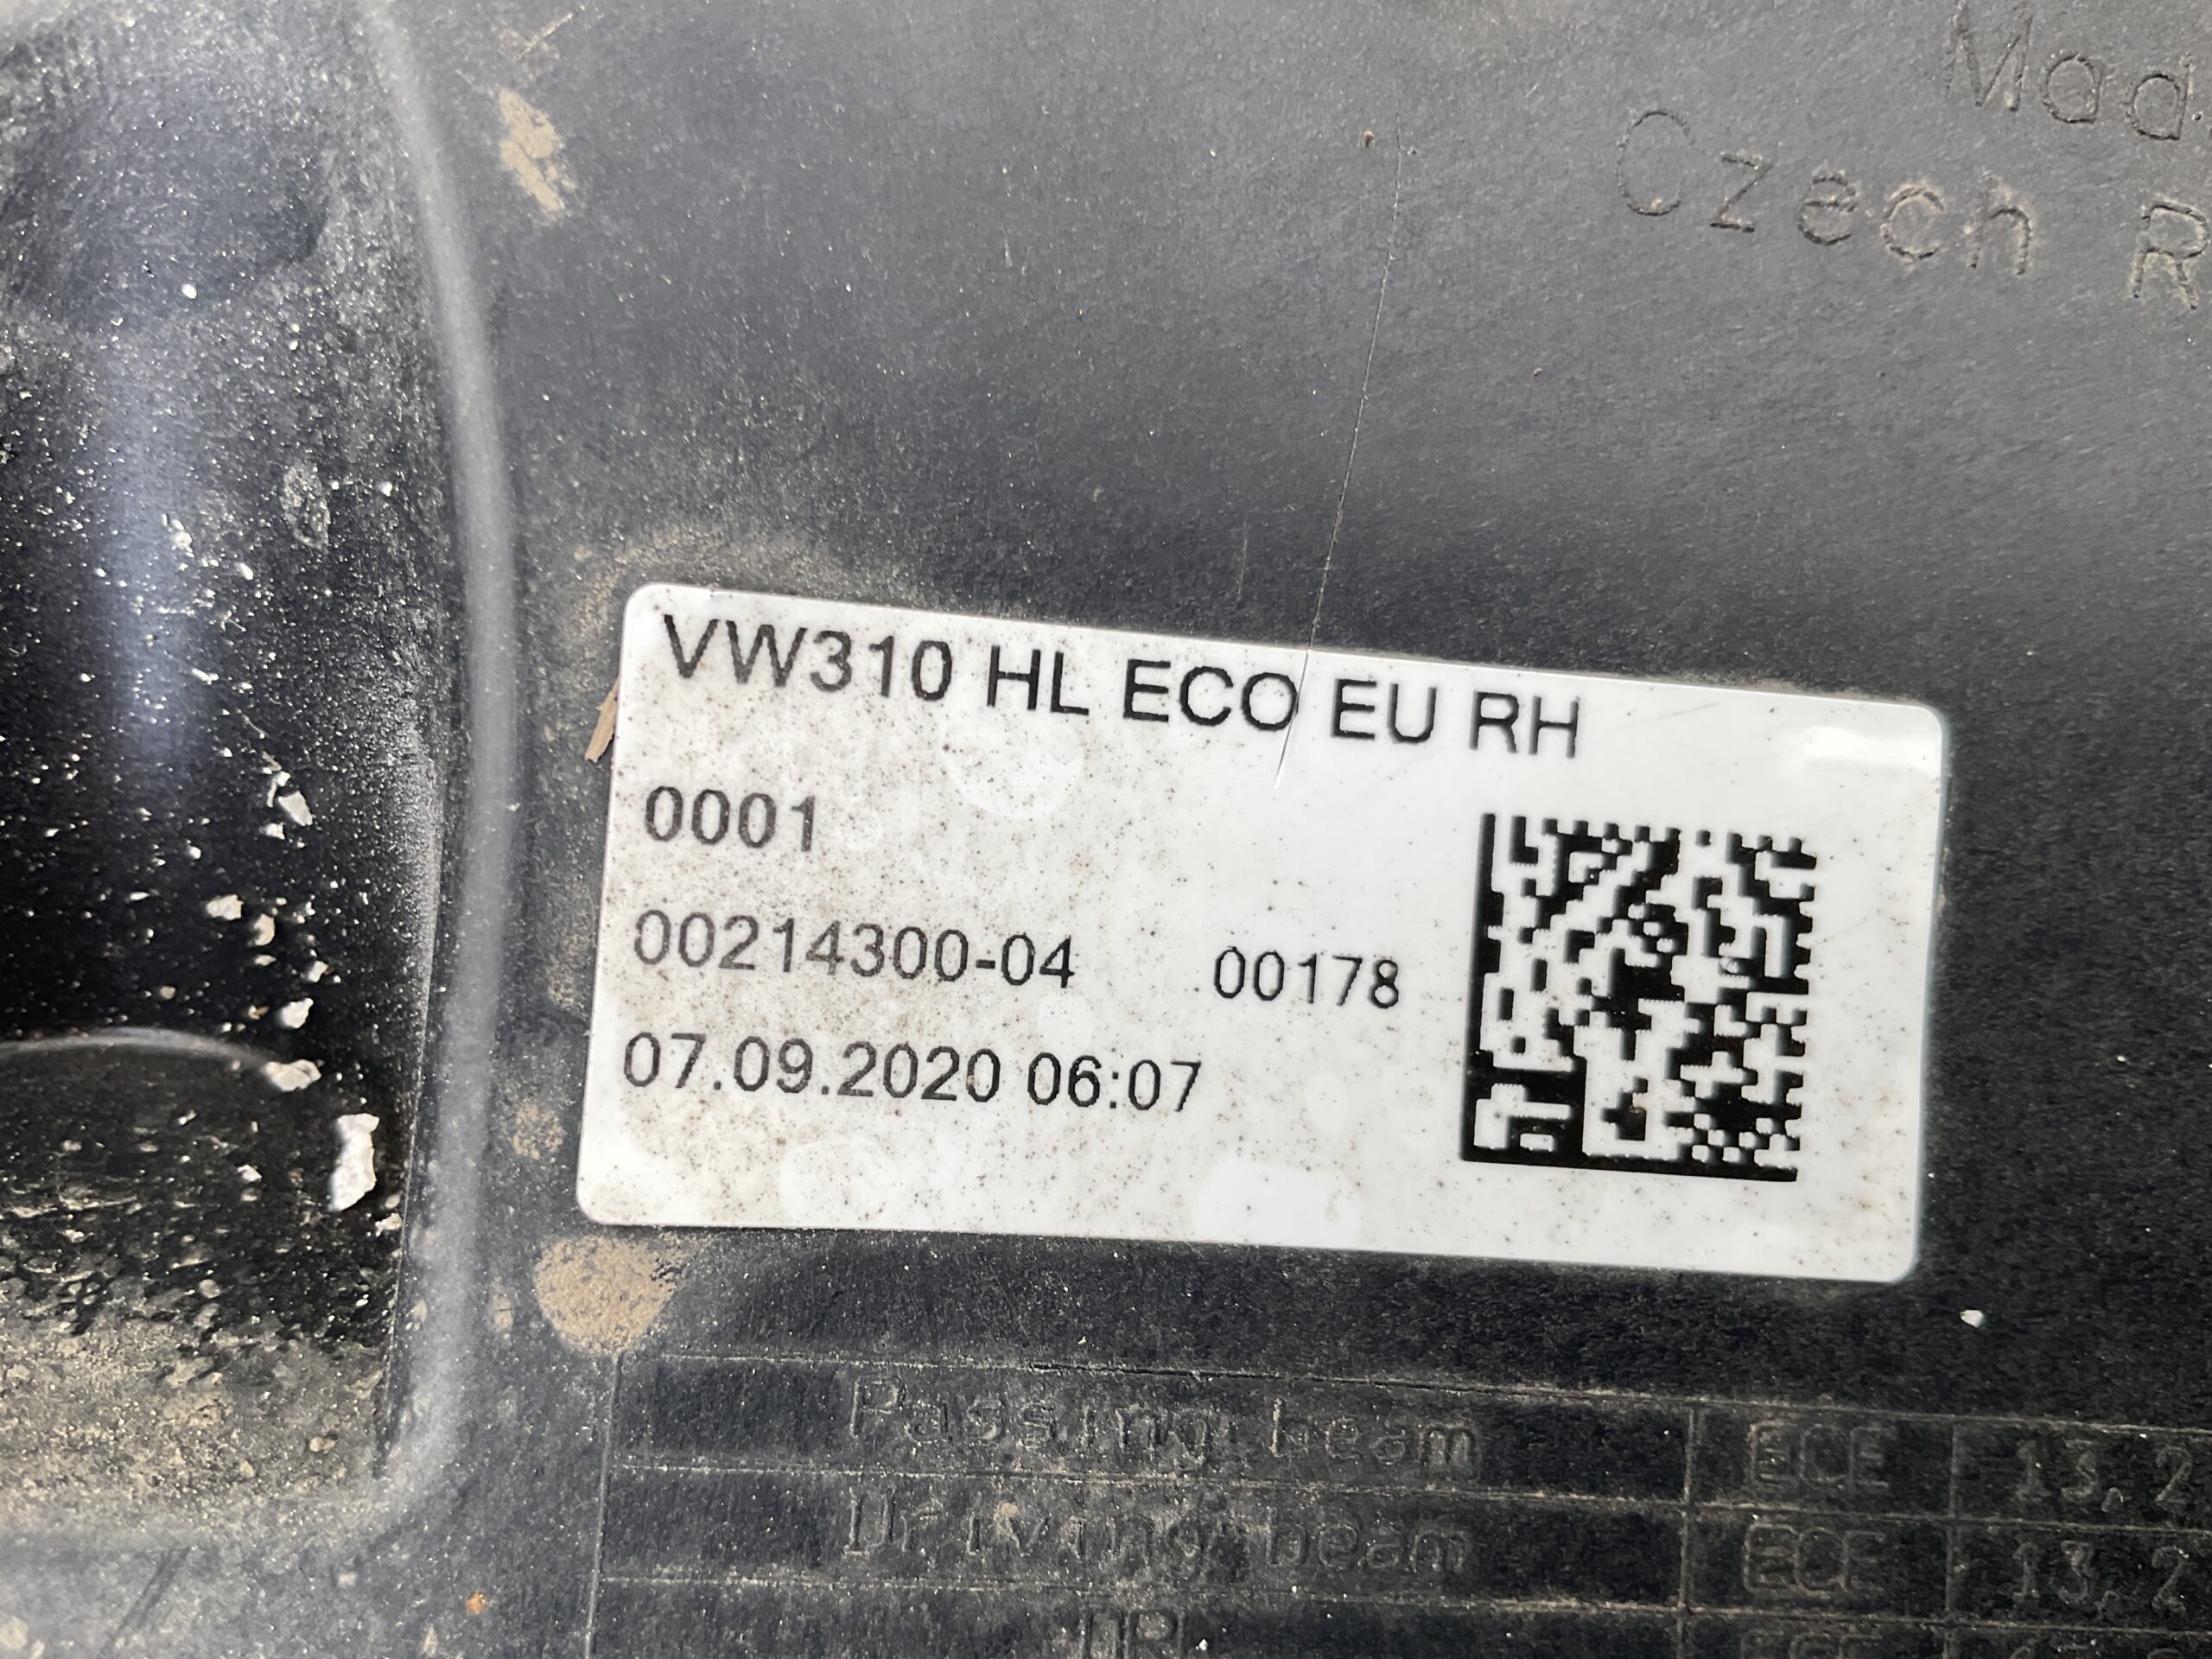 Czech
VW310 HL ECO EU RH
0001
00214300-04 00178
07.09.2020 06:07
Passing beam ECE
Driving beam ECE